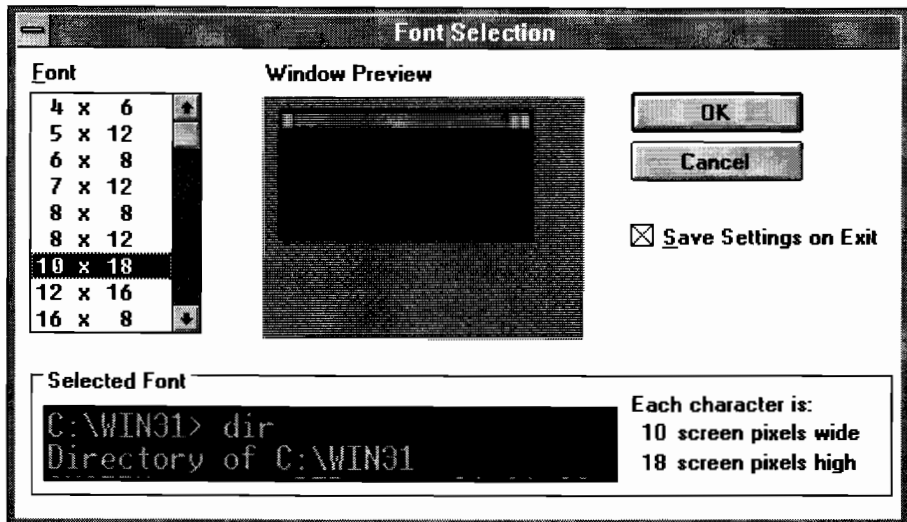 Font Selection
Font
Window Preview
4 x 6
5 x 12
6 x 8
7 x 12
8 x 8
8 x 12
10 x 18
12 x 16
16 x 8
OK
Cancel
Save Settings on Exit
Selected Font
C:\WIN31> dir
Directory of C:\WIN31
Each character is:
10 screen pixels wide
18 screen pixels high